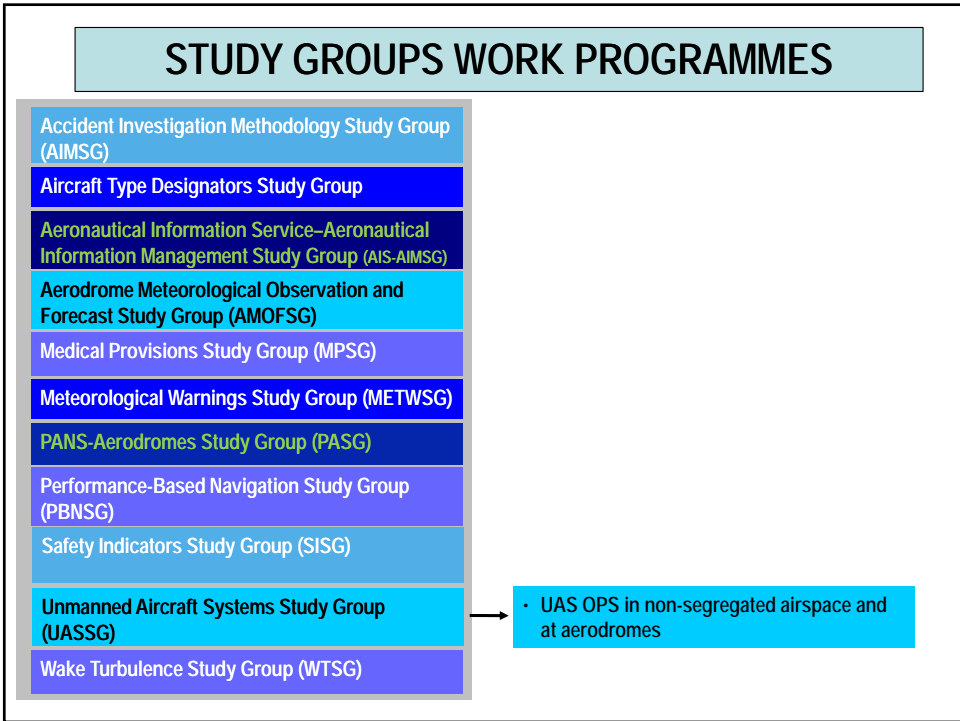 STUDY GROUPS WORK PROGRAMMES
Accident Investigation Methodology Study Group
(AIMSG)
Aircraft Type Designators Study Group
Aeronautical Information Service–Aeronautical
Information Management Study Group (AIS-AIMSG)
Aerodrome Meteorological Observation and
Forecast Study Group (AMOFSG)
Medical Provisions Study Group (MPSG)
Meteorological Warnings Study Group (METWSG)
PANS-Aerodromes Study Group (PASG)
Performance-Based Navigation Study Group
(PBNSG)
Safety Indicators Study Group (SISG)
Unmanned Aircraft Systems Study Group
(UASSG)
• UAS OPS in non-segregated airspace and
at aerodromes
Wake Turbulence Study Group (WTSG)